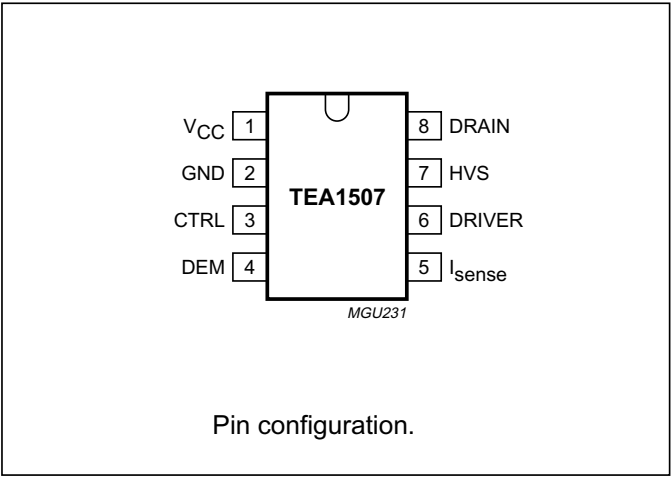 VCC 1 8 DRAIN
GND 2 7 HVS
TEA1507
CTRL 3 6 DRIVER
DEM 4 5 Isense
MGU231
Pin configuration.